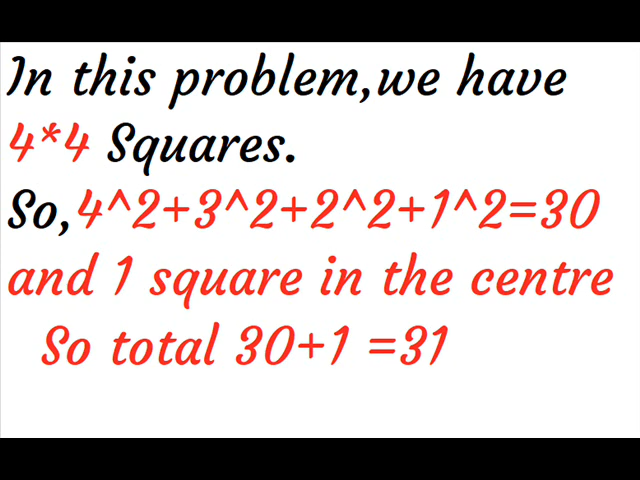 In this problem,we have
4*4 Squares.
So,4^2+3^2+2^2+1^2=30
and 1 square in the centre
So total 30+1 =31